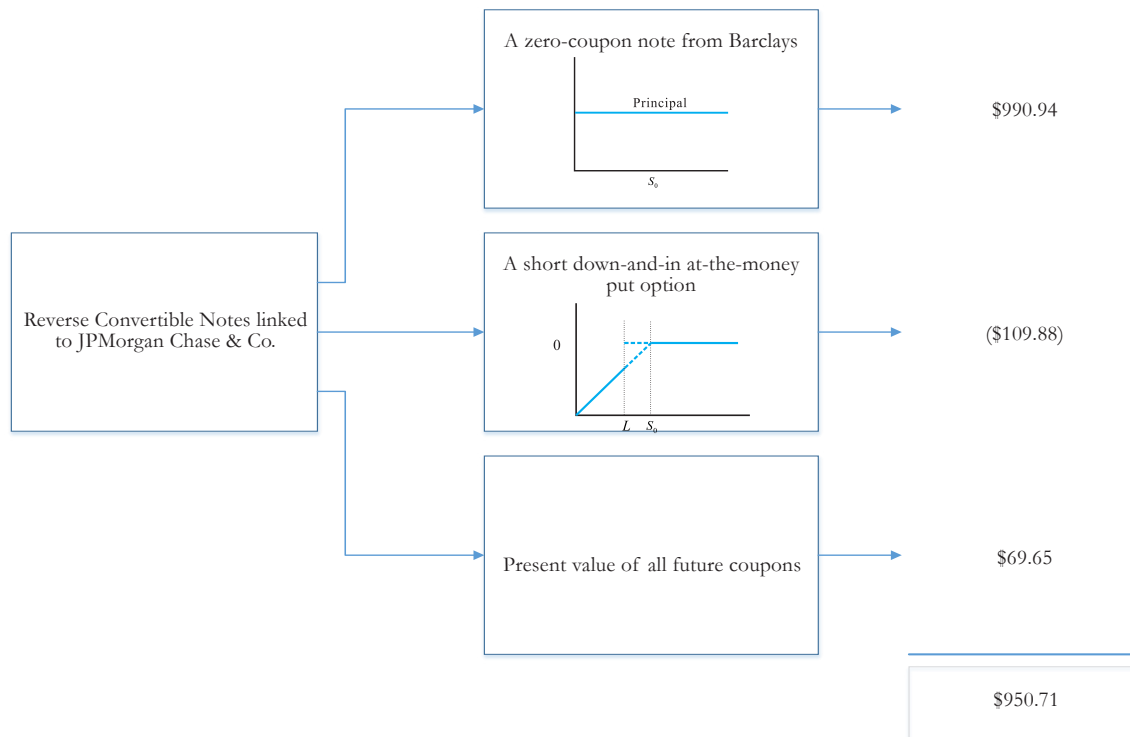 A zero-coupon note from Barclays
Principal
S₀
$990.94
Reverse Convertible Notes linked
to JPMorgan Chase & Co.
A short down-and-in at-the-money
put option
0
L S₀
($109.88)
Present value of all future coupons
$69.65
$950.71